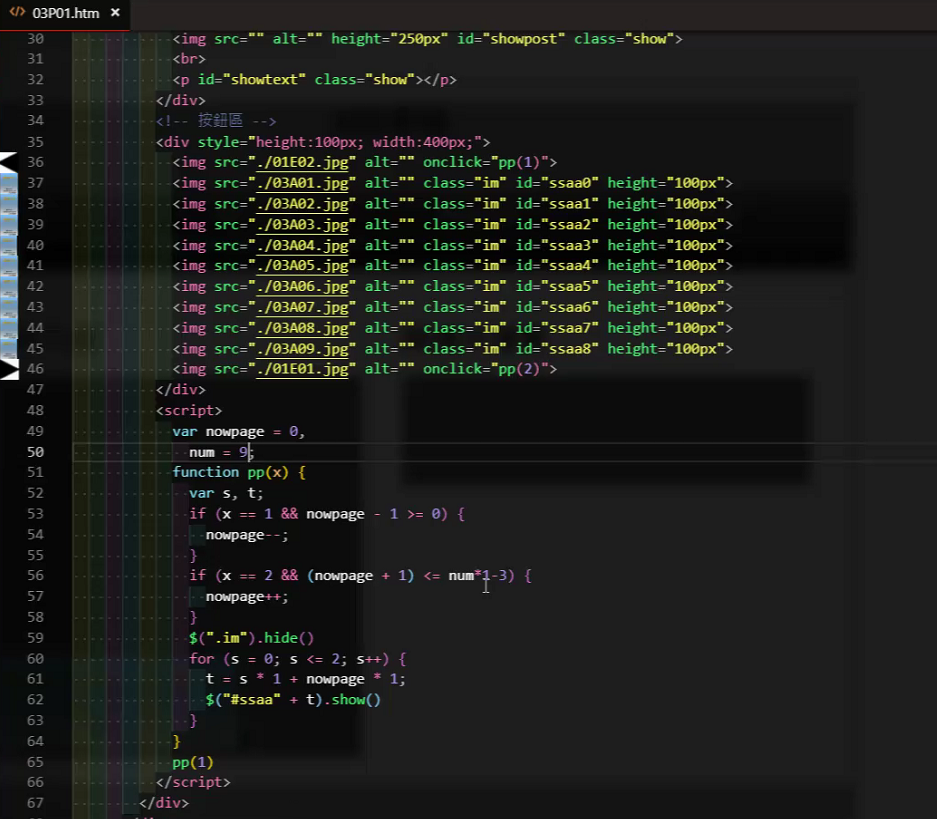 03P01.htm ×
30 <img src="" alt="" height="250px" id="showpost" class="show">
31 <br>
32 <p id="showtext" class="show"></p>
33 </div>
34 <!-- 按鈕區 -->
35 <div style="height:100px; width:400px;">
36 <img src="./01E02.jpg" alt="" onclick="pp(1)">
37 <img src="./03A01.jpg" alt="" class="im" id="ssaa0" height="100px">
38 <img src="./03A02.jpg" alt="" class="im" id="ssaa1" height="100px">
39 <img src="./03A03.jpg" alt="" class="im" id="ssaa2" height="100px">
40 <img src="./03A04.jpg" alt="" class="im" id="ssaa3" height="100px">
41 <img src="./03A05.jpg" alt="" class="im" id="ssaa4" height="100px">
42 <img src="./03A06.jpg" alt="" class="im" id="ssaa5" height="100px">
43 <img src="./03A07.jpg" alt="" class="im" id="ssaa6" height="100px">
44 <img src="./03A08.jpg" alt="" class="im" id="ssaa7" height="100px">
45 <img src="./03A09.jpg" alt="" class="im" id="ssaa8" height="100px">
46 <img src="./01E01.jpg" alt="" onclick="pp(2)">
47 </div>
48 <script>
49 var nowpage = 0,
50 num = 9;
51 function pp(x) {
52 var s, t;
53 if (x == 1 && nowpage - 1 >= 0) {
54 nowpage--;
55 }
56 if (x == 2 && (nowpage + 1) <= num*1-3) {
57 nowpage++;
58 }
59 $(".im").hide()
60 for (s = 0; s <= 2; s++) {
61 t = s * 1 + nowpage * 1;
62 $("#ssaa" + t).show()
63 }
64 }
65 pp(1)
66 </script>
67 </div>